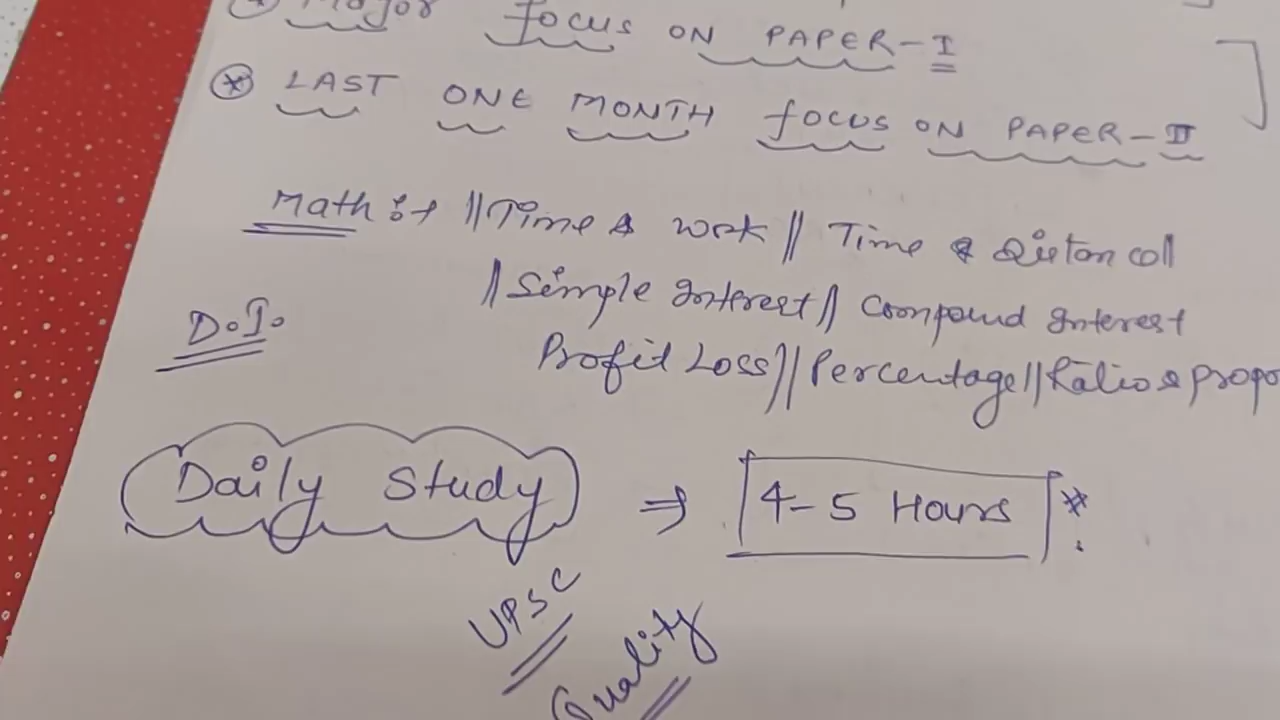 * Major focus ON PAPER-I
* LAST ONE MONTH focus ON PAPER-II
Math :→ || Time & work || Time & Distance ||
|| Simple Interest || Compound Interest
D.I.
Profit Loss || Percentage || Ratio & propo
Daily Study ⇒ 4-5 Hours *
UPSC
Quality